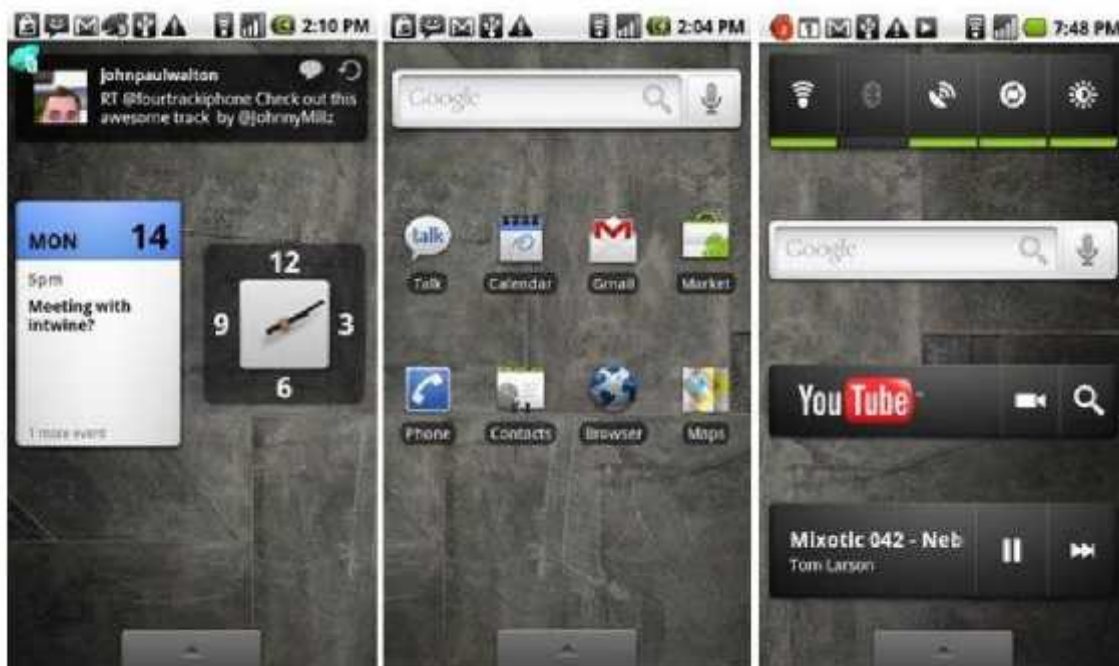 2:10 PM
johnpaulwalton
RT @fourtrackiphone Check out this
awesome track by @JohnnyMillz
MON 14
5pm
Meeting with
intwine?
1 more event
12
9 3
6
2:04 PM
Google
talk
Talk Calendar Gmail Market
Phone Contacts Browser Maps
1 7:48 PM
Google
YouTube
Mixotic 042 - Neb
Tom Larson